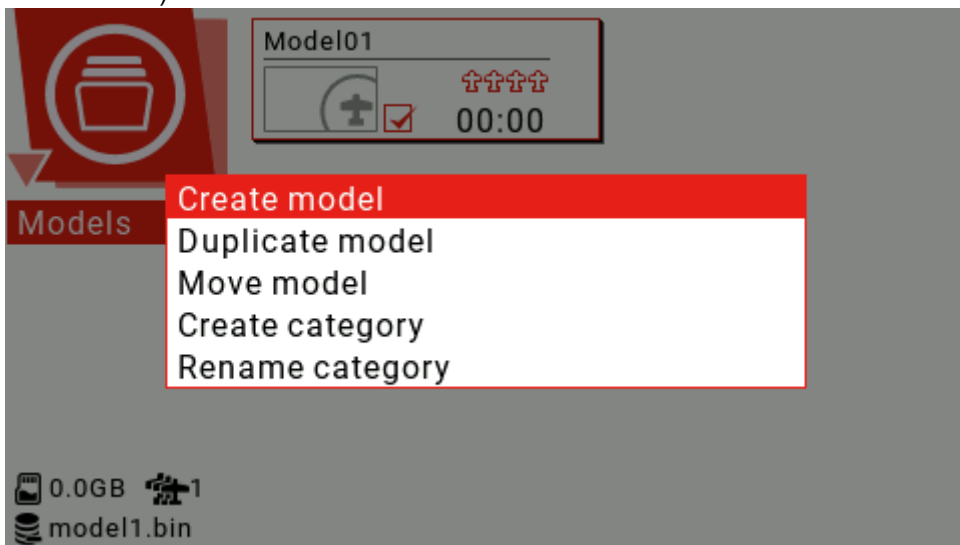 Model01
00:00
Models
Create model
Duplicate model
Move model
Create category
Rename category
0.0GB 1
model1.bin